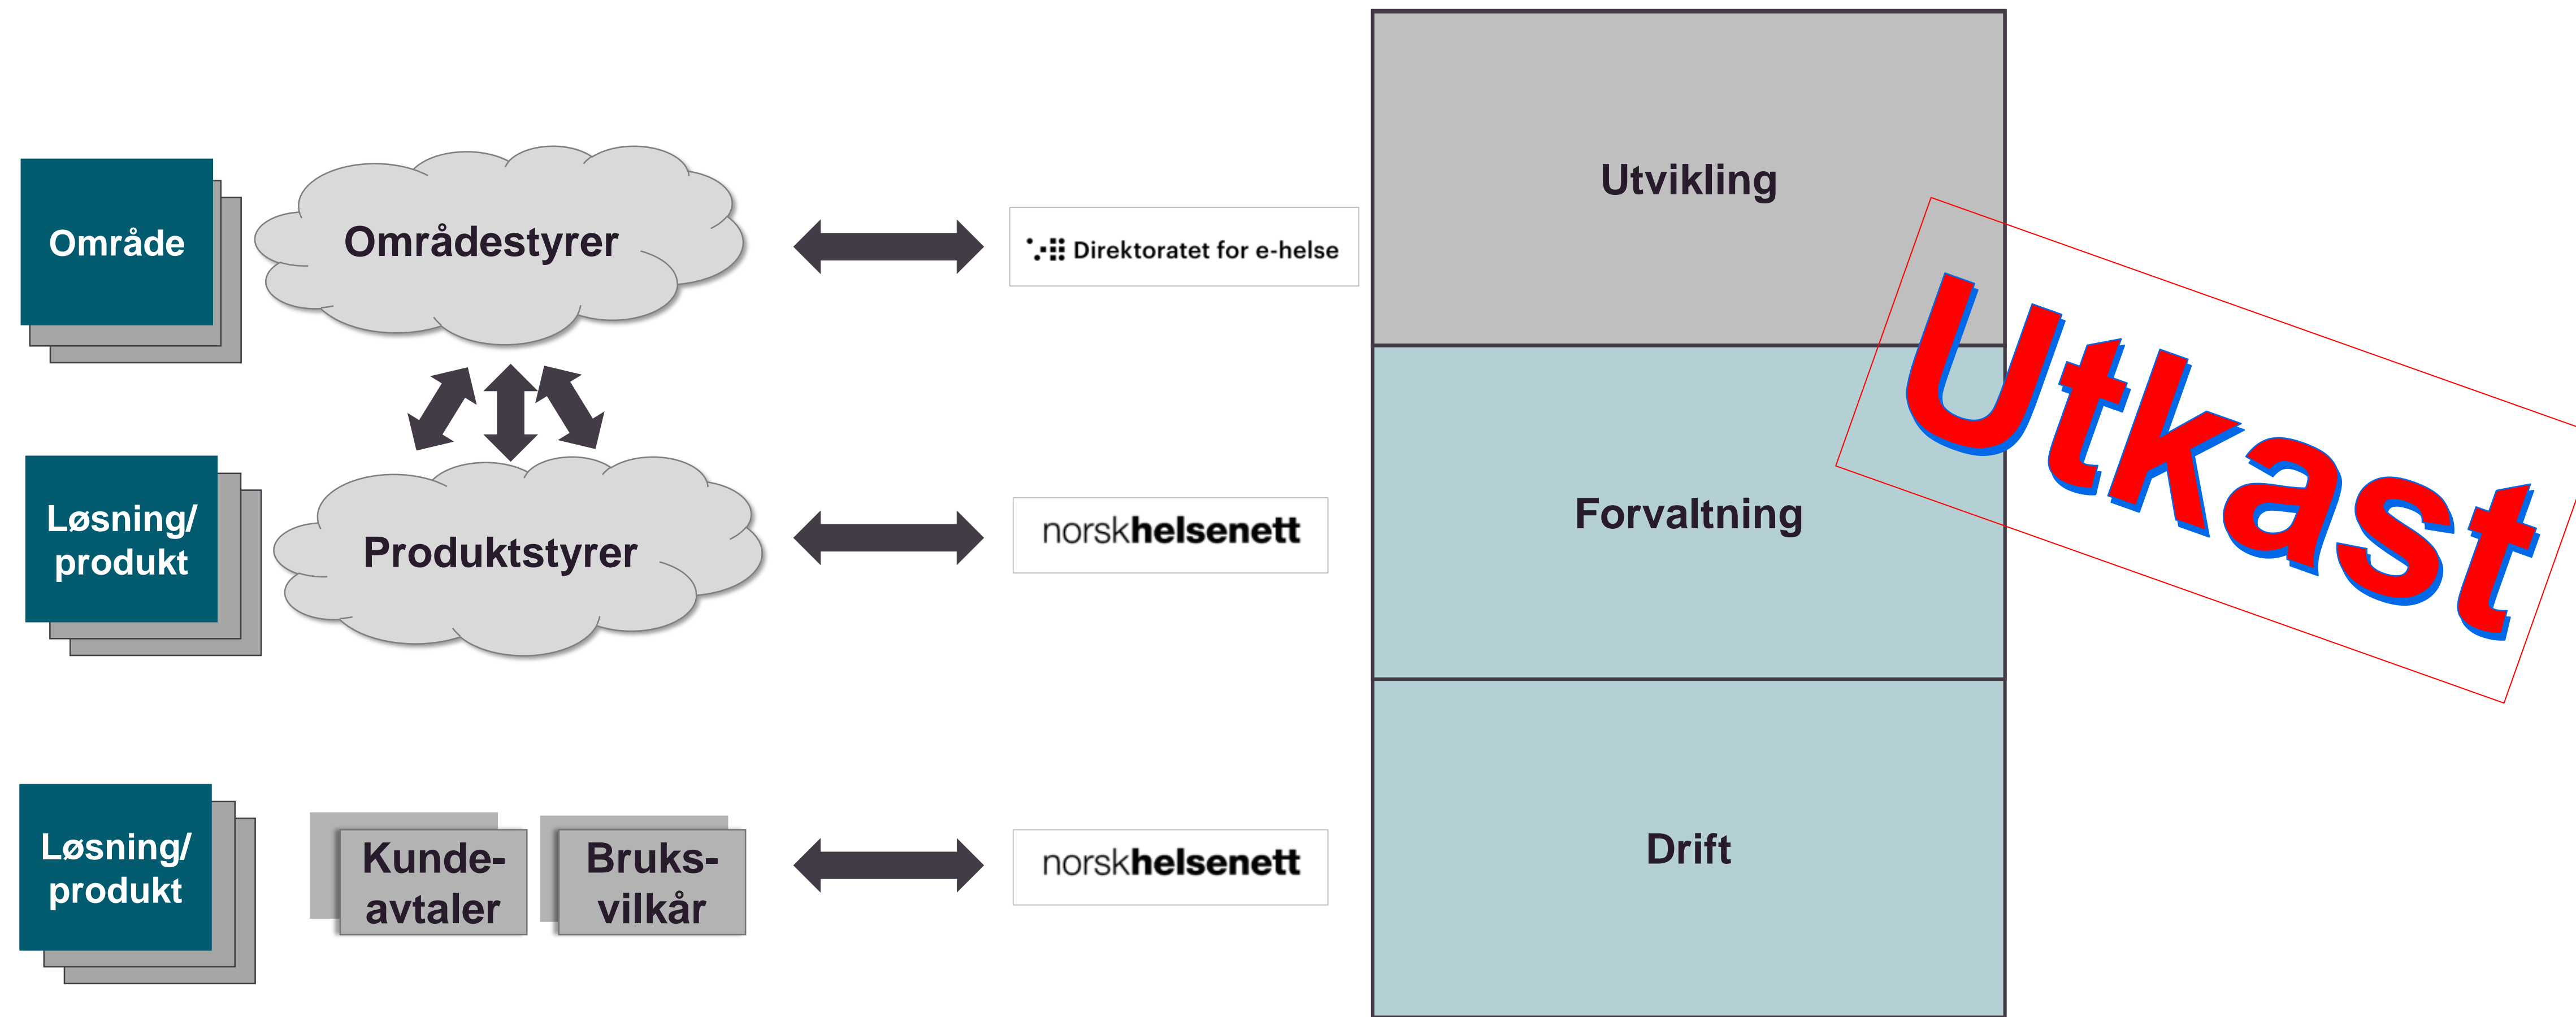 Område
Områdestyrer
Direktoratet for e-helse
Utvikling
Utkast
Løsning/
produkt
Produktstyrer
norskhelsenett
Forvaltning
Løsning/
produkt
Kunde-
avtaler
Bruks-
vilkår
norskhelsenett
Drift